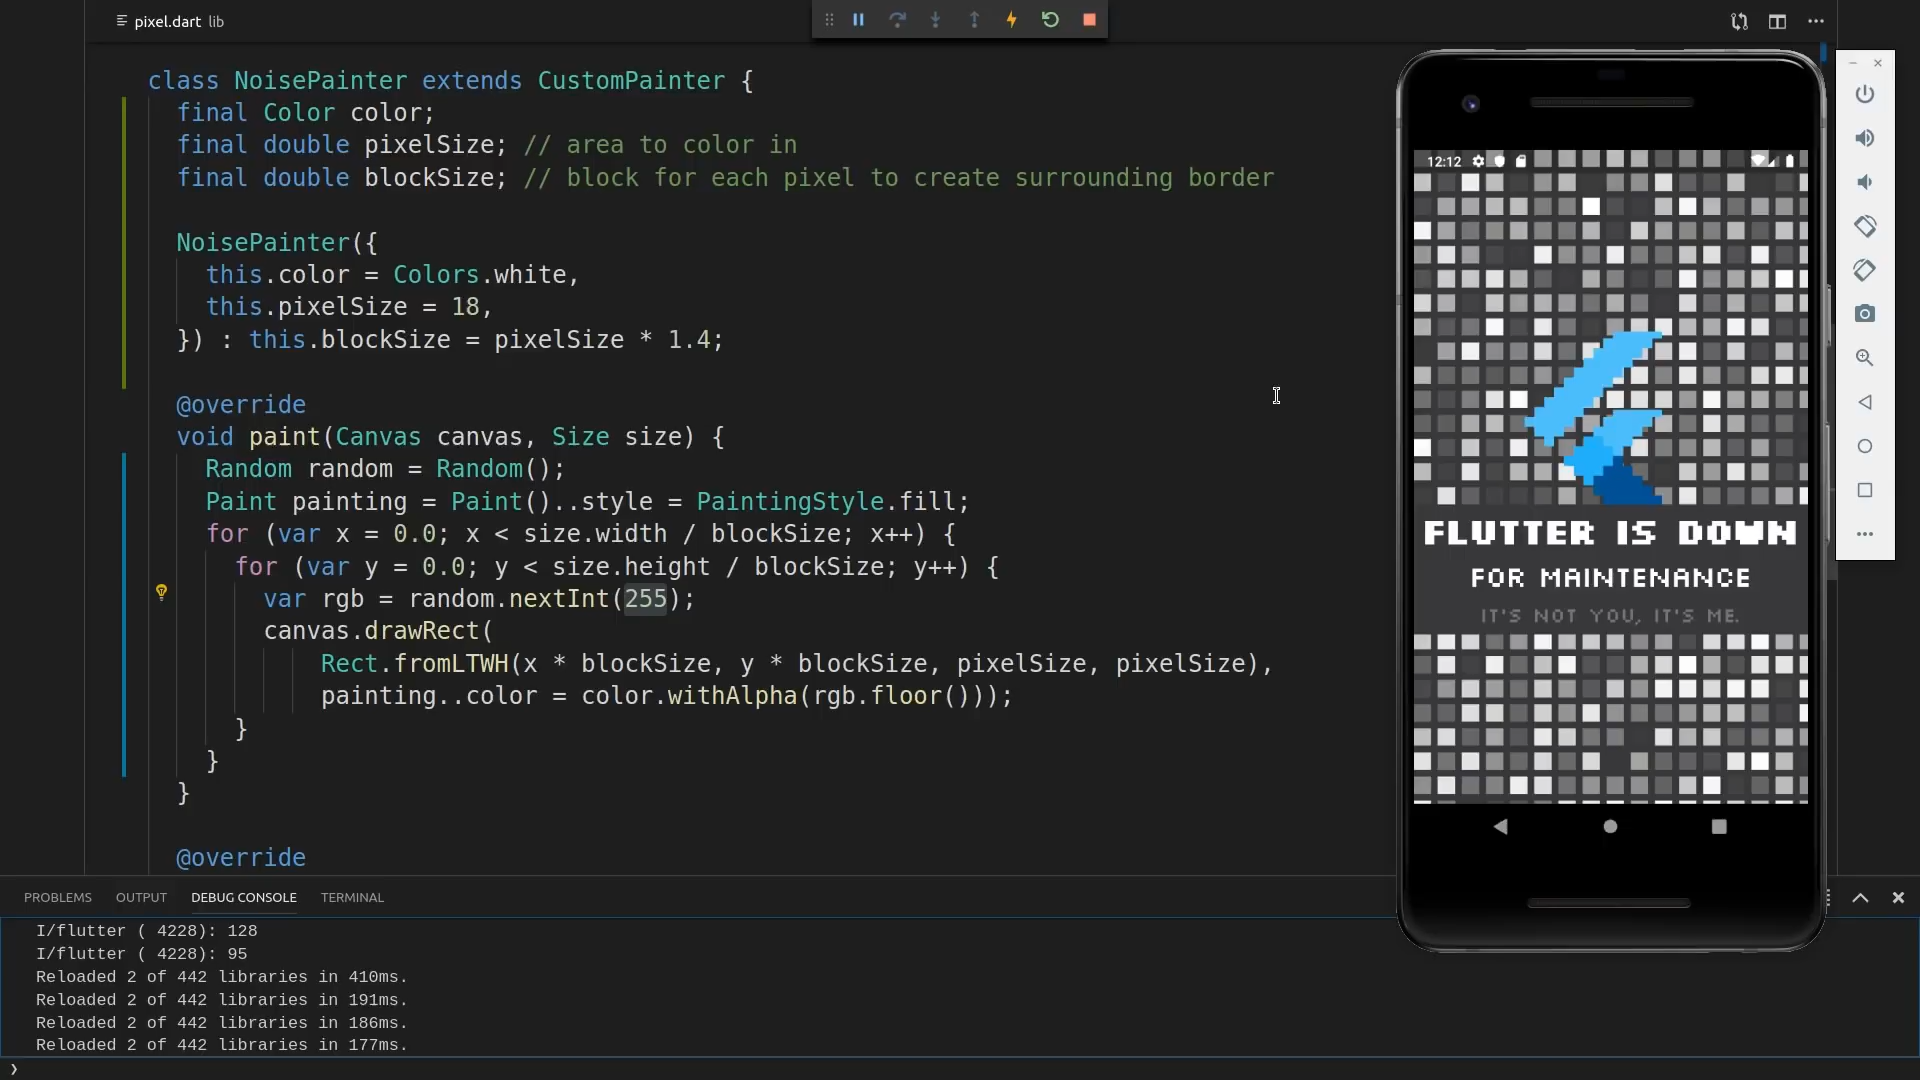 pixel.dart lib
class NoisePainter extends CustomPainter {
final Color color;
final double pixelSize; // area to color in
final double blockSize; // block for each pixel to create surrounding border
NoisePainter({
this.color = Colors.white,
this.pixelSize = 18,
}) : this.blockSize = pixelSize * 1.4;
@override
void paint(Canvas canvas, Size size) {
Random random = Random();
Paint painting = Paint()..style = PaintingStyle.fill;
for (var x = 0.0; x < size.width / blockSize; x++) {
for (var y = 0.0; y < size.height / blockSize; y++) {
var rgb = random.nextInt(255);
canvas.drawRect(
Rect.fromLTWH(x * blockSize, y * blockSize, pixelSize, pixelSize),
painting..color = color.withAlpha(rgb.floor()));
}
}
}
@override
12:12
FLUTTER IS DOWN
FOR MAINTENANCE
IT'S NOT YOU, IT'S ME.
PROBLEMS OUTPUT DEBUG CONSOLE TERMINAL
I/flutter ( 4228): 128
I/flutter ( 4228): 95
Reloaded 2 of 442 libraries in 410ms.
Reloaded 2 of 442 libraries in 191ms.
Reloaded 2 of 442 libraries in 186ms.
Reloaded 2 of 442 libraries in 177ms.